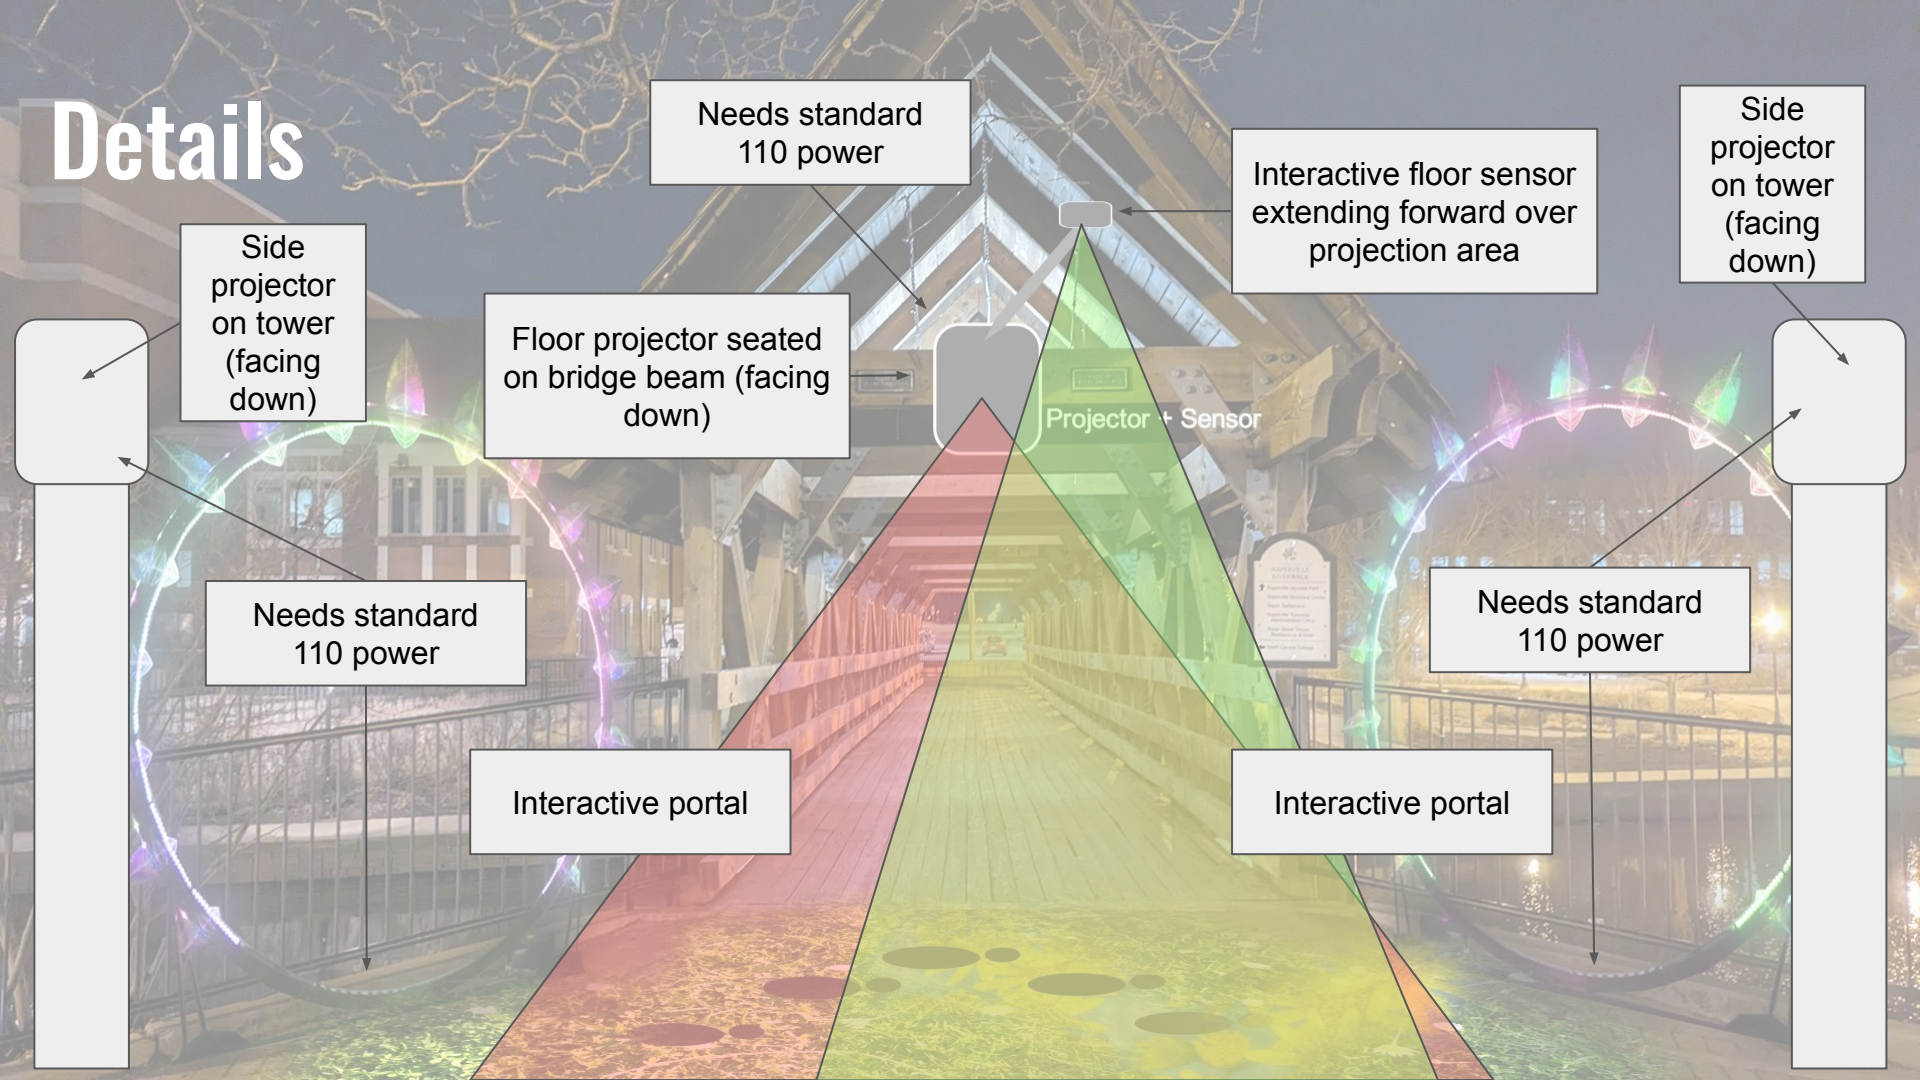 Details
Needs standard
110 power
Side
projector
on tower
(facing
down)
Interactive floor sensor
extending forward over
projection area
Side
projector
on tower
(facing
down)
Floor projector seated
on bridge beam (facing
down)
Projector + Sensor
NAPERVILLE
RIVERWALK
Needs standard
110 power
Needs standard
110 power
Interactive portal
Interactive portal